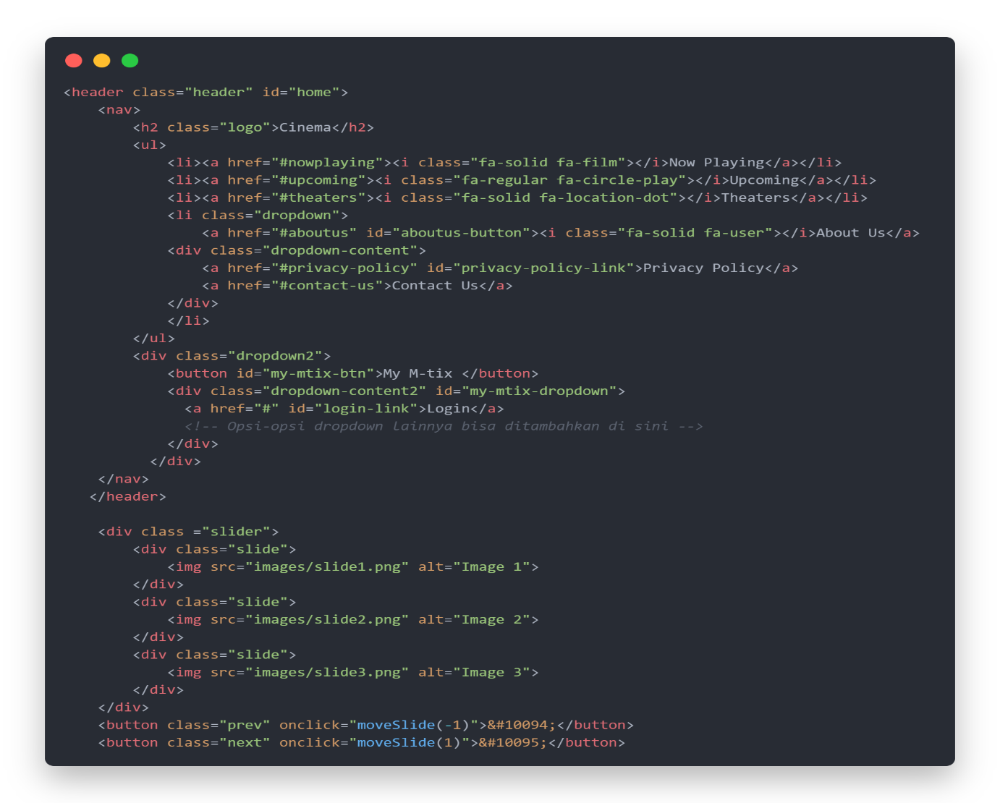 <header class="header" id="home">
    <nav>
        <h2 class="logo">Cinema</h2>
        <ul>
            <li><a href="#nowplaying"><i class="fa-solid fa-film"></i>Now Playing</a></li>
            <li><a href="#upcoming"><i class="fa-regular fa-circle-play"></i>Upcoming</a></li>
            <li><a href="#theaters"><i class="fa-solid fa-location-dot"></i>Theaters</a></li>
            <li class="dropdown">
                <a href="#aboutus" id="aboutus-button"><i class="fa-solid fa-user"></i>About Us</a>
            <div class="dropdown-content">
                <a href="#privacy-policy" id="privacy-policy-link">Privacy Policy</a>
                <a href="#contact-us">Contact Us</a>
            </div>
            </li>
        </ul>
        <div class="dropdown2">
            <button id="my-mtix-btn">My M-tix </button>
            <div class="dropdown-content2" id="my-mtix-dropdown">
              <a href="#" id="login-link">Login</a>
              <!-- Opsi-opsi dropdown lainnya bisa ditambahkan di sini -->
            </div>
          </div>
    </nav>
   </header>

    <div class ="slider">
        <div class="slide">
            <img src="images/slide1.png" alt="Image 1">
        </div>
        <div class="slide">
            <img src="images/slide2.png" alt="Image 2">
        </div>
        <div class="slide">
            <img src="images/slide3.png" alt="Image 3">
        </div>
    </div>
    <button class="prev" onclick="moveSlide(-1)">&#10094;</button>
    <button class="next" onclick="moveSlide(1)">&#10095;</button>